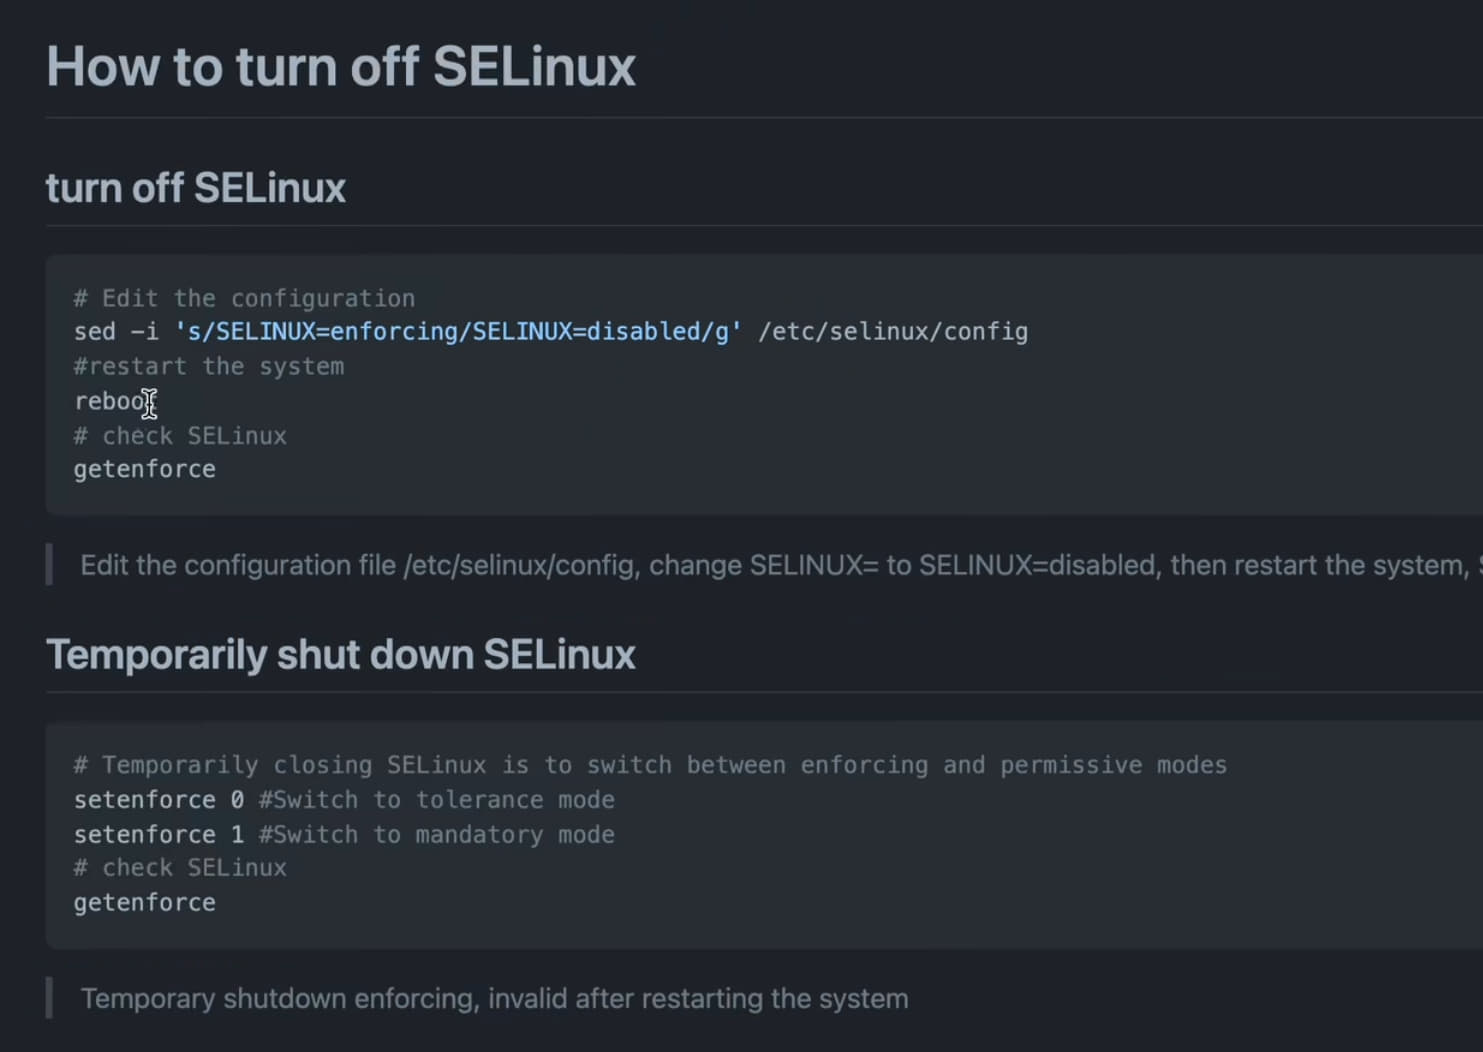 How to turn off SELinux
turn off SELinux
# Edit the configuration
sed -i 's/SELINUX=enforcing/SELINUX=disabled/g' /etc/selinux/config
#restart the system
reboot
# check SELinux
getenforce
Edit the configuration file /etc/selinux/config, change SELINUX= to SELINUX=disabled, then restart the system,
Temporarily shut down SELinux
# Temporarily closing SELinux is to switch between enforcing and permissive modes
setenforce 0 #Switch to tolerance mode
setenforce 1 #Switch to mandatory mode
# check SELinux
getenforce
Temporary shutdown enforcing, invalid after restarting the system